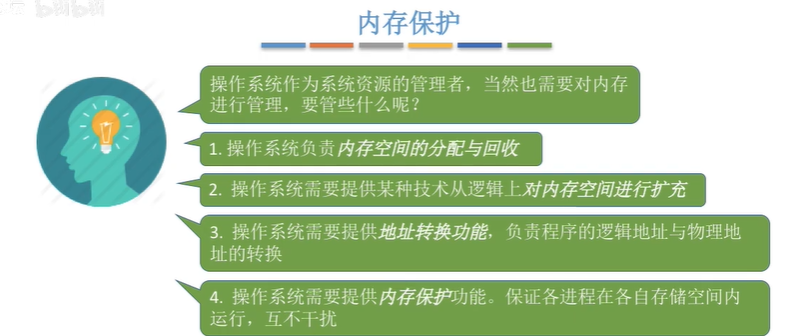 内存保护
操作系统作为系统资源的管理者，当然也需要对内存
进行管理，要管些什么呢？
1. 操作系统负责内存空间的分配与回收
2. 操作系统需要提供某种技术从逻辑上对内存空间进行扩充
3. 操作系统需要提供地址转换功能，负责程序的逻辑地址与物理地
址的转换
4. 操作系统需要提供内存保护功能。保证各进程在各自存储空间内
运行，互不干扰